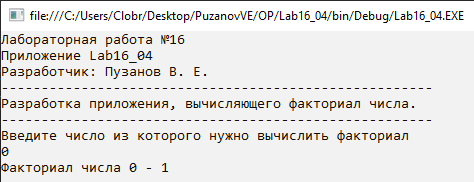 file:///C:/Users/Clobr/Desktop/PuzanovVE/OP/Lab16_04/bin/Debug/Lab16_04.EXE
Лабораторная работа №16
Приложение Lab16_04
Разработчик: Пузанов В. Е.
------------------------------------------------------
Разработка приложения, вычисляющего факториал числа.
------------------------------------------------------
Введите число из которого нужно вычислить факториал
0
Факториал числа 0 - 1